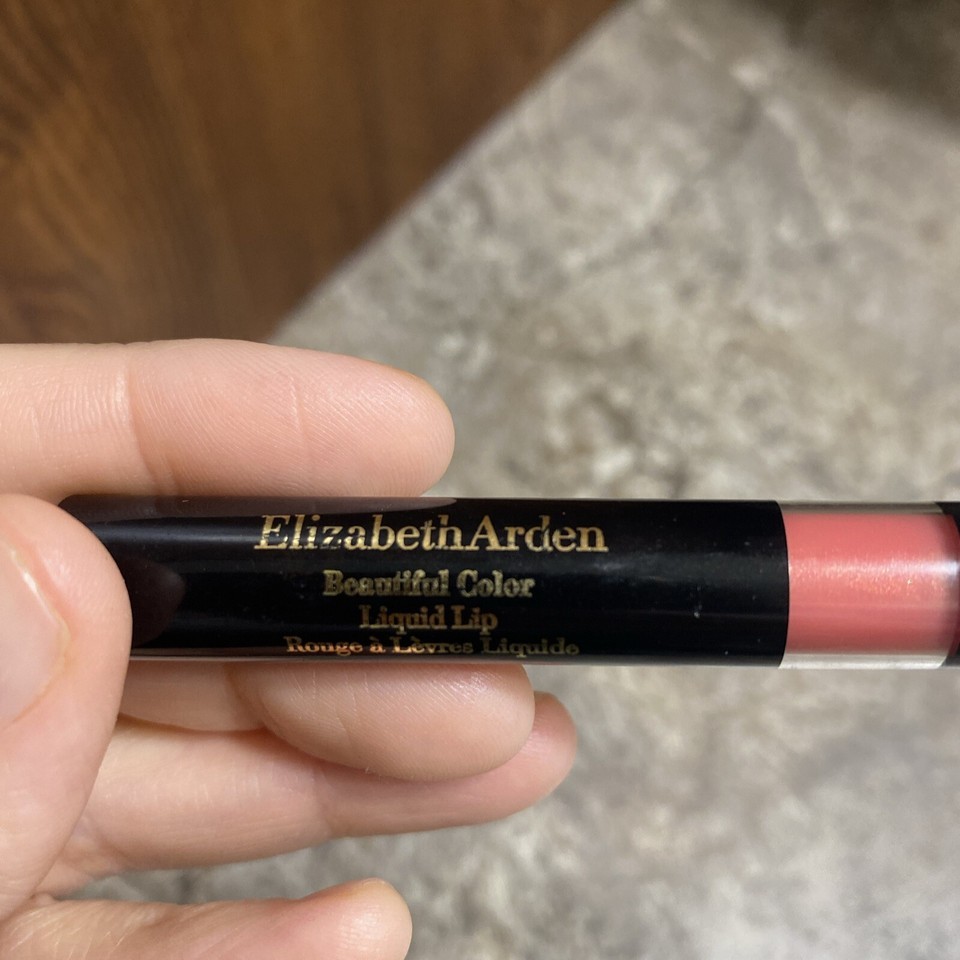 ElizabethArden
Beautiful Color
Liquid Lip
Rouge à Lèvres Liquide